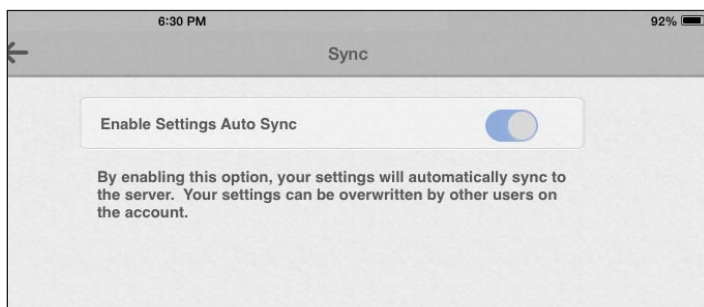 6:30 PM
92%
Sync
Enable Settings Auto Sync
By enabling this option, your settings will automatically sync to
the server.  Your settings can be overwritten by other users on
the account.